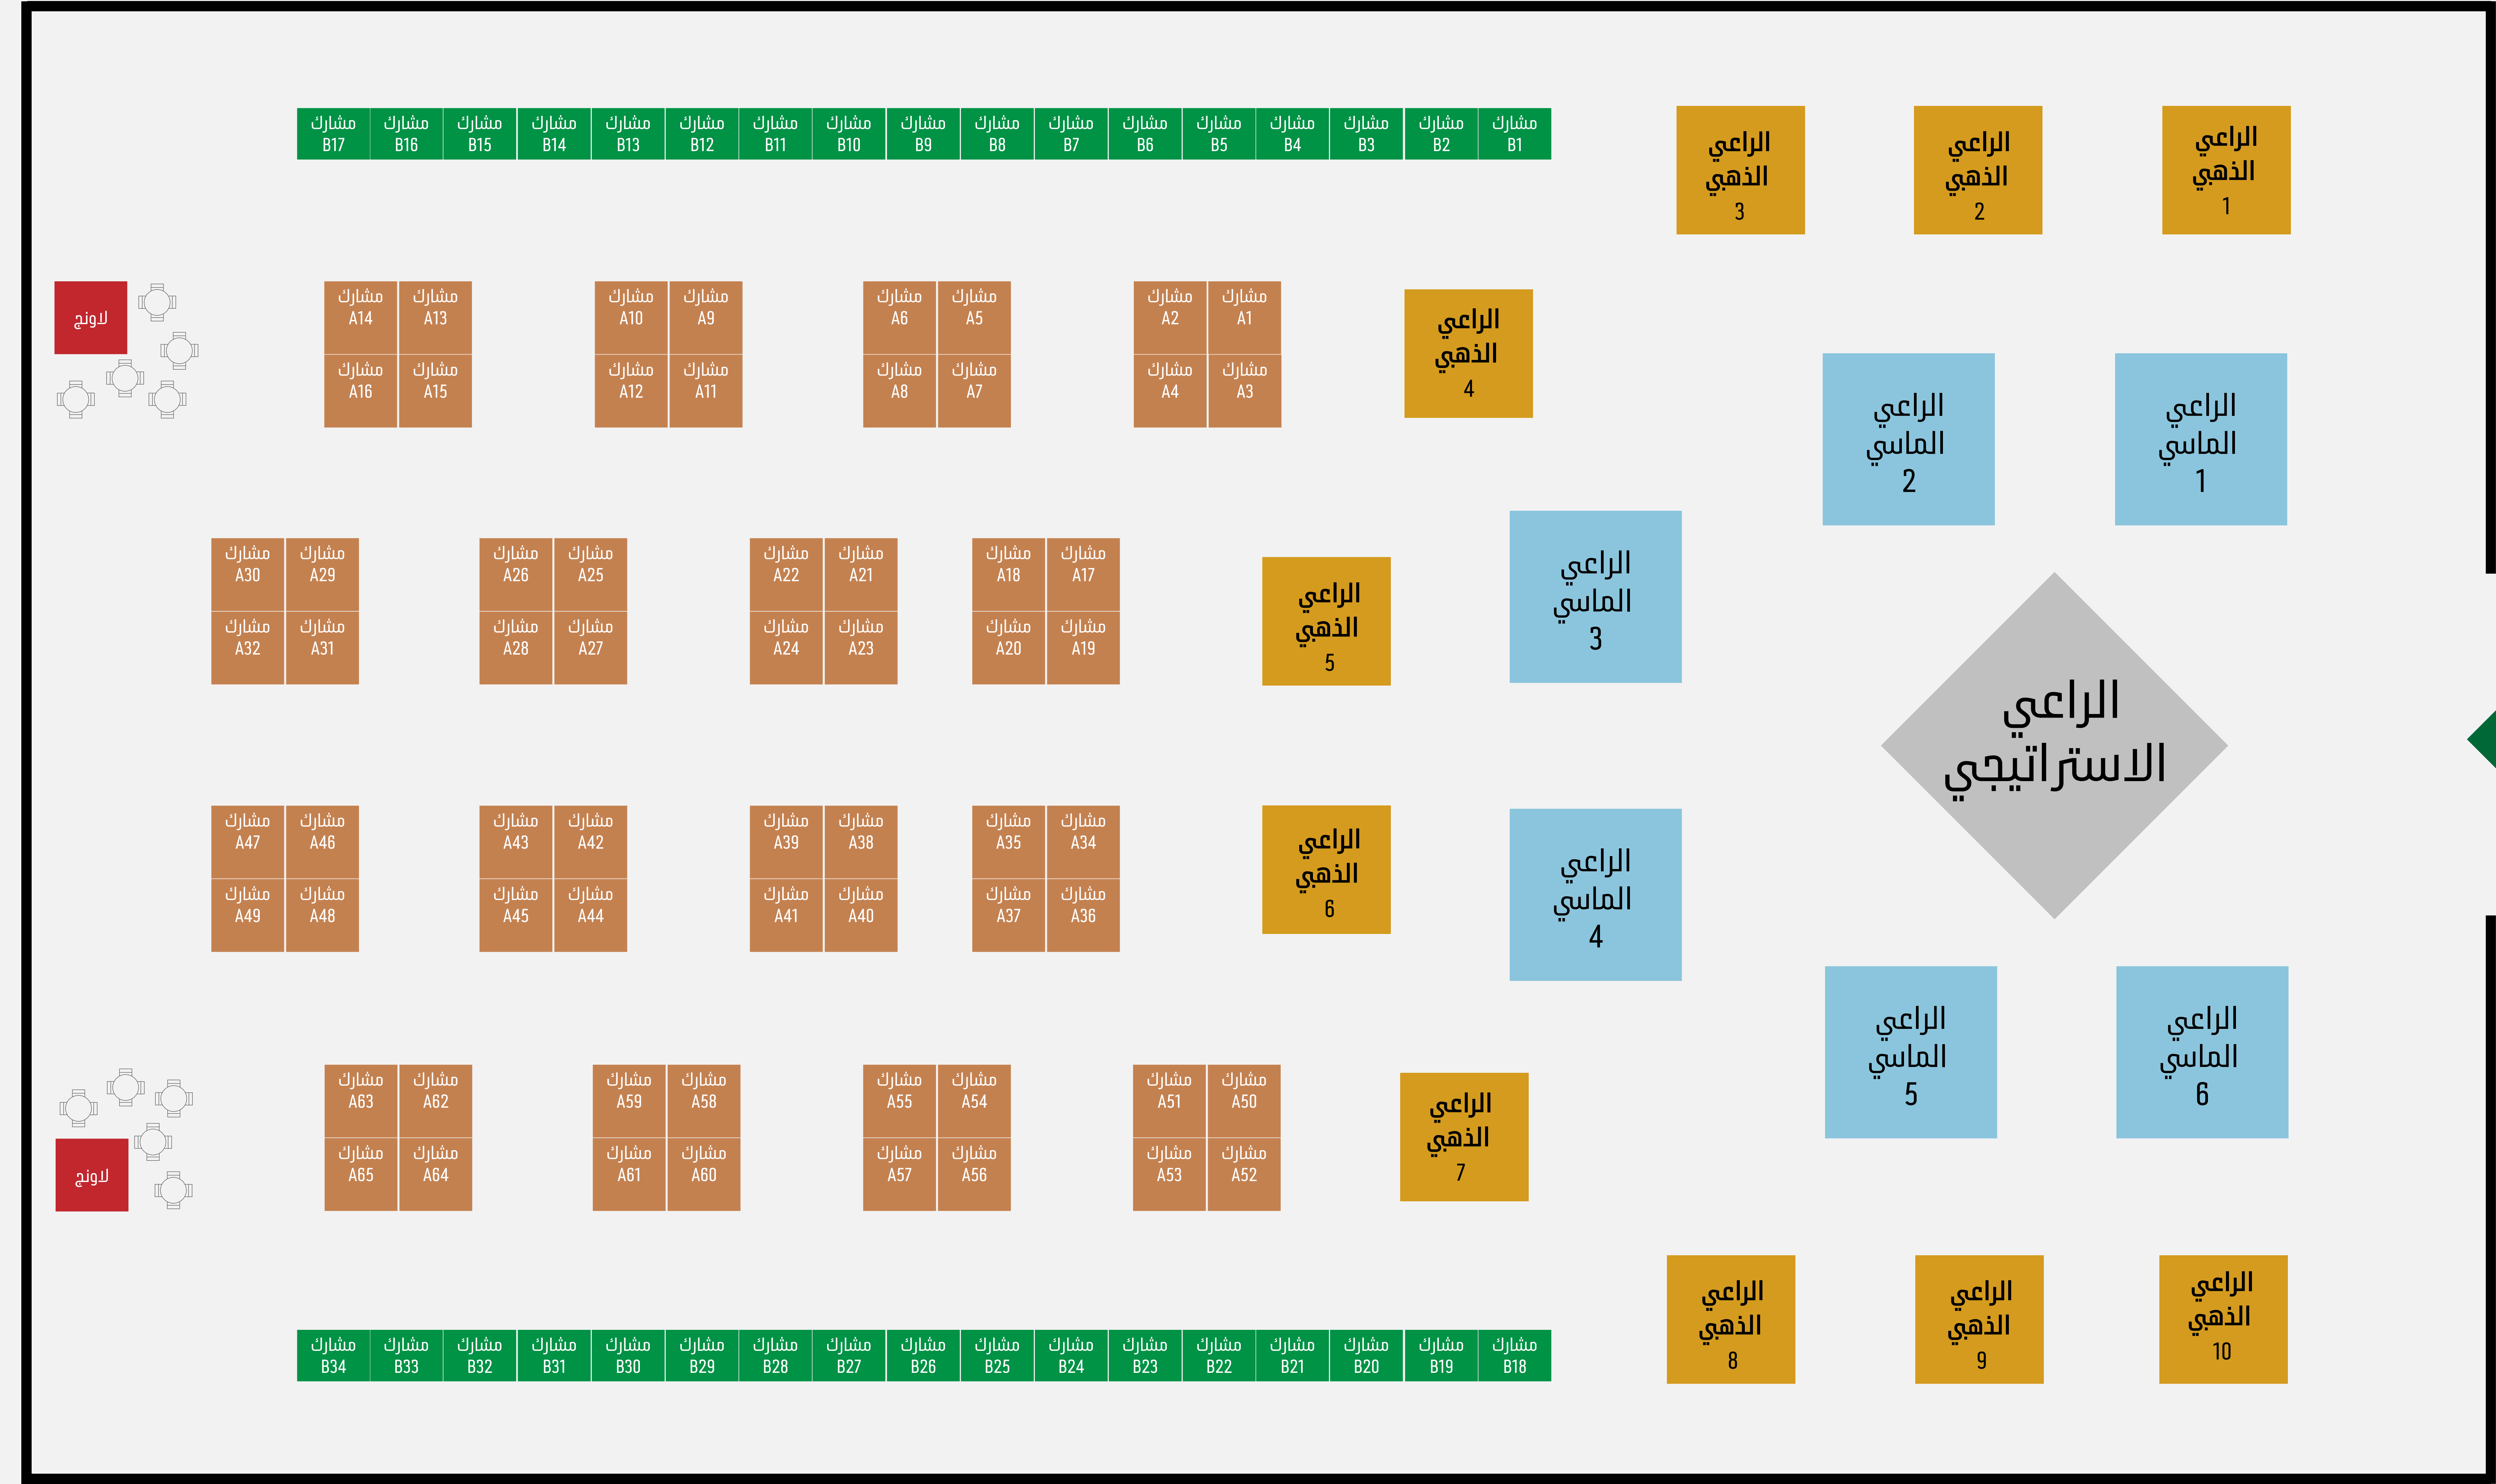 مشارك
B17
مشارك
B16
مشارك
B15
مشارك
B14
مشارك
B13
مشارك
B12
مشارك
B11
مشارك
B10
مشارك
B9
مشارك
B8
مشارك
B7
مشارك
B6
مشارك
B5
مشارك
B4
مشارك
B3
مشارك
B2
مشارك
B1
الراعي
الذهبي
3
الراعي
الذهبي
2
الراعي
الذهبي
1
لاونج
مشارك
A14
مشارك
A13
مشارك
A16
مشارك
A15
مشارك
A10
مشارك
A9
مشارك
A12
مشارك
A11
مشارك
A6
مشارك
A5
مشارك
A8
مشارك
A7
مشارك
A2
مشارك
A1
مشارك
A4
مشارك
A3
الراعي
الذهبي
4
الراعي
الماسي
2
الراعي
الماسي
1
مشارك
A30
مشارك
A29
مشارك
A32
مشارك
A31
مشارك
A26
مشارك
A25
مشارك
A28
مشارك
A27
مشارك
A22
مشارك
A21
مشارك
A24
مشارك
A23
مشارك
A18
مشارك
A17
مشارك
A20
مشارك
A19
الراعي
الذهبي
5
الراعي
الماسي
3
الراعي
الاستراتيجي
مشارك
A47
مشارك
A46
مشارك
A49
مشارك
A48
مشارك
A43
مشارك
A42
مشارك
A45
مشارك
A44
مشارك
A39
مشارك
A38
مشارك
A41
مشارك
A40
مشارك
A35
مشارك
A34
مشارك
A37
مشارك
A36
الراعي
الذهبي
6
الراعي
الماسي
4
الراعي
الماسي
5
الراعي
الماسي
6
لاونج
مشارك
A63
مشارك
A62
مشارك
A65
مشارك
A64
مشارك
A59
مشارك
A58
مشارك
A61
مشارك
A60
مشارك
A55
مشارك
A54
مشارك
A57
مشارك
A56
مشارك
A51
مشارك
A50
مشارك
A53
مشارك
A52
الراعي
الذهبي
7
الراعي
الذهبي
8
الراعي
الذهبي
9
الراعي
الذهبي
10
مشارك
B34
مشارك
B33
مشارك
B32
مشارك
B31
مشارك
B30
مشارك
B29
مشارك
B28
مشارك
B27
مشارك
B26
مشارك
B25
مشارك
B24
مشارك
B23
مشارك
B22
مشارك
B21
مشارك
B20
مشارك
B19
مشارك
B18